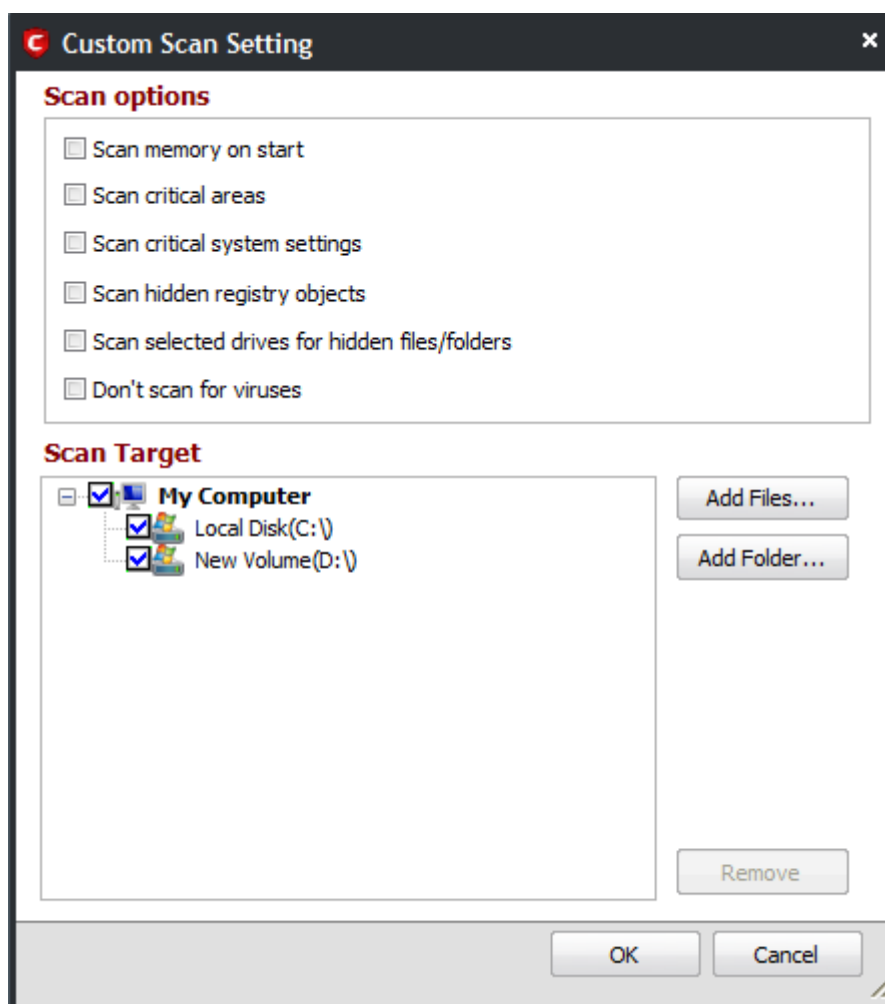 Custom Scan Setting
Scan options
Scan memory on start
Scan critical areas
Scan critical system settings
Scan hidden registry objects
Scan selected drives for hidden files/folders
Don't scan for viruses
Scan Target
My Computer
Local Disk(C:\)
New Volume(D:\)
Add Files...
Add Folder...
Remove
OK
Cancel